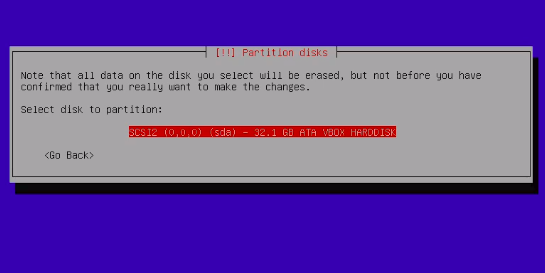 [!!] Partition disks
Note that all data on the disk you select will be erased, but not before you have
confirmed that you really want to make the changes.
Select disk to partition:
SCSI2 (0,0,0) (sda) - 32.1 GB ATA VBOX HARDDISK
<Go Back>